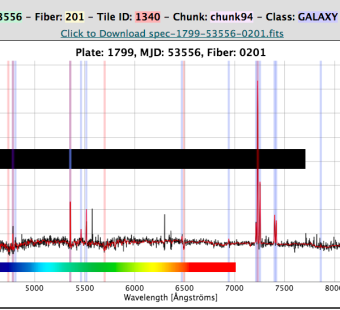 3556 – Fiber: 201 – Tile ID: 1340 – Chunk: chunk94 – Class: GALAXY
Click to Download spec-1799-53556-0201.fits
Plate: 1799, MJD: 53556, Fiber: 0201
5000 5500 6000 6500 7000 7500 800
Wavelength [Ångströms]